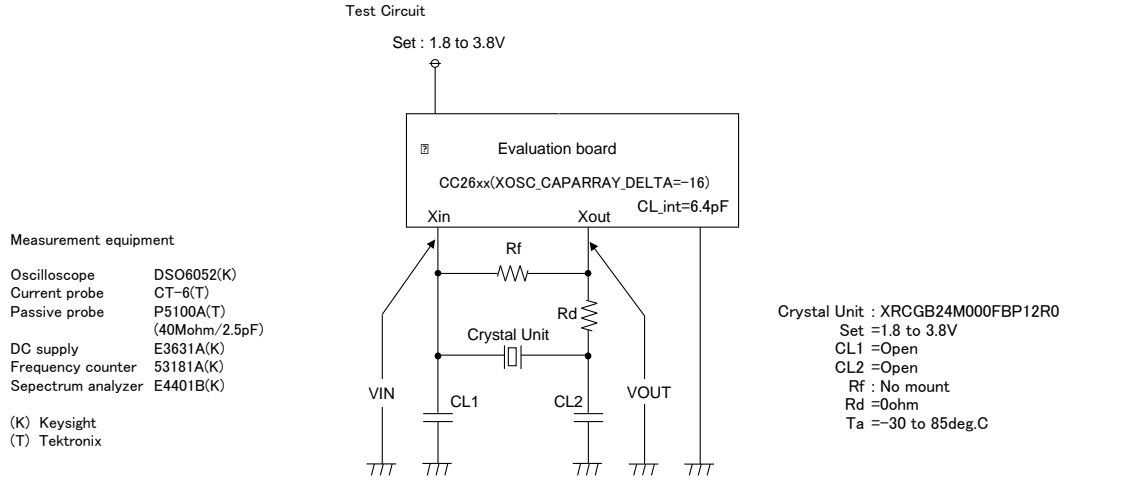 Test Circuit
Set : 1.8 to 3.8V
Evaluation board
CC26xx(XOSC_CAPARRAY_DELTA=-16)
CL_int=6.4pF
Xin
Xout
Rf
Rd
Crystal Unit
VIN
CL1
CL2
VOUT
Measurement equipment
Oscilloscope DSO6052(K)
Current probe CT-6(T)
Passive probe P5100A(T)
(40Mohm/2.5pF)
DC supply E3631A(K)
Frequency counter 53181A(K)
Sepectrum analyzer E4401B(K)
(K) Keysight
(T) Tektronix
Crystal Unit : XRCGB24M000FBP12R0
Set =1.8 to 3.8V
CL1 =Open
CL2 =Open
Rf : No mount
Rd =0ohm
Ta =-30 to 85deg.C